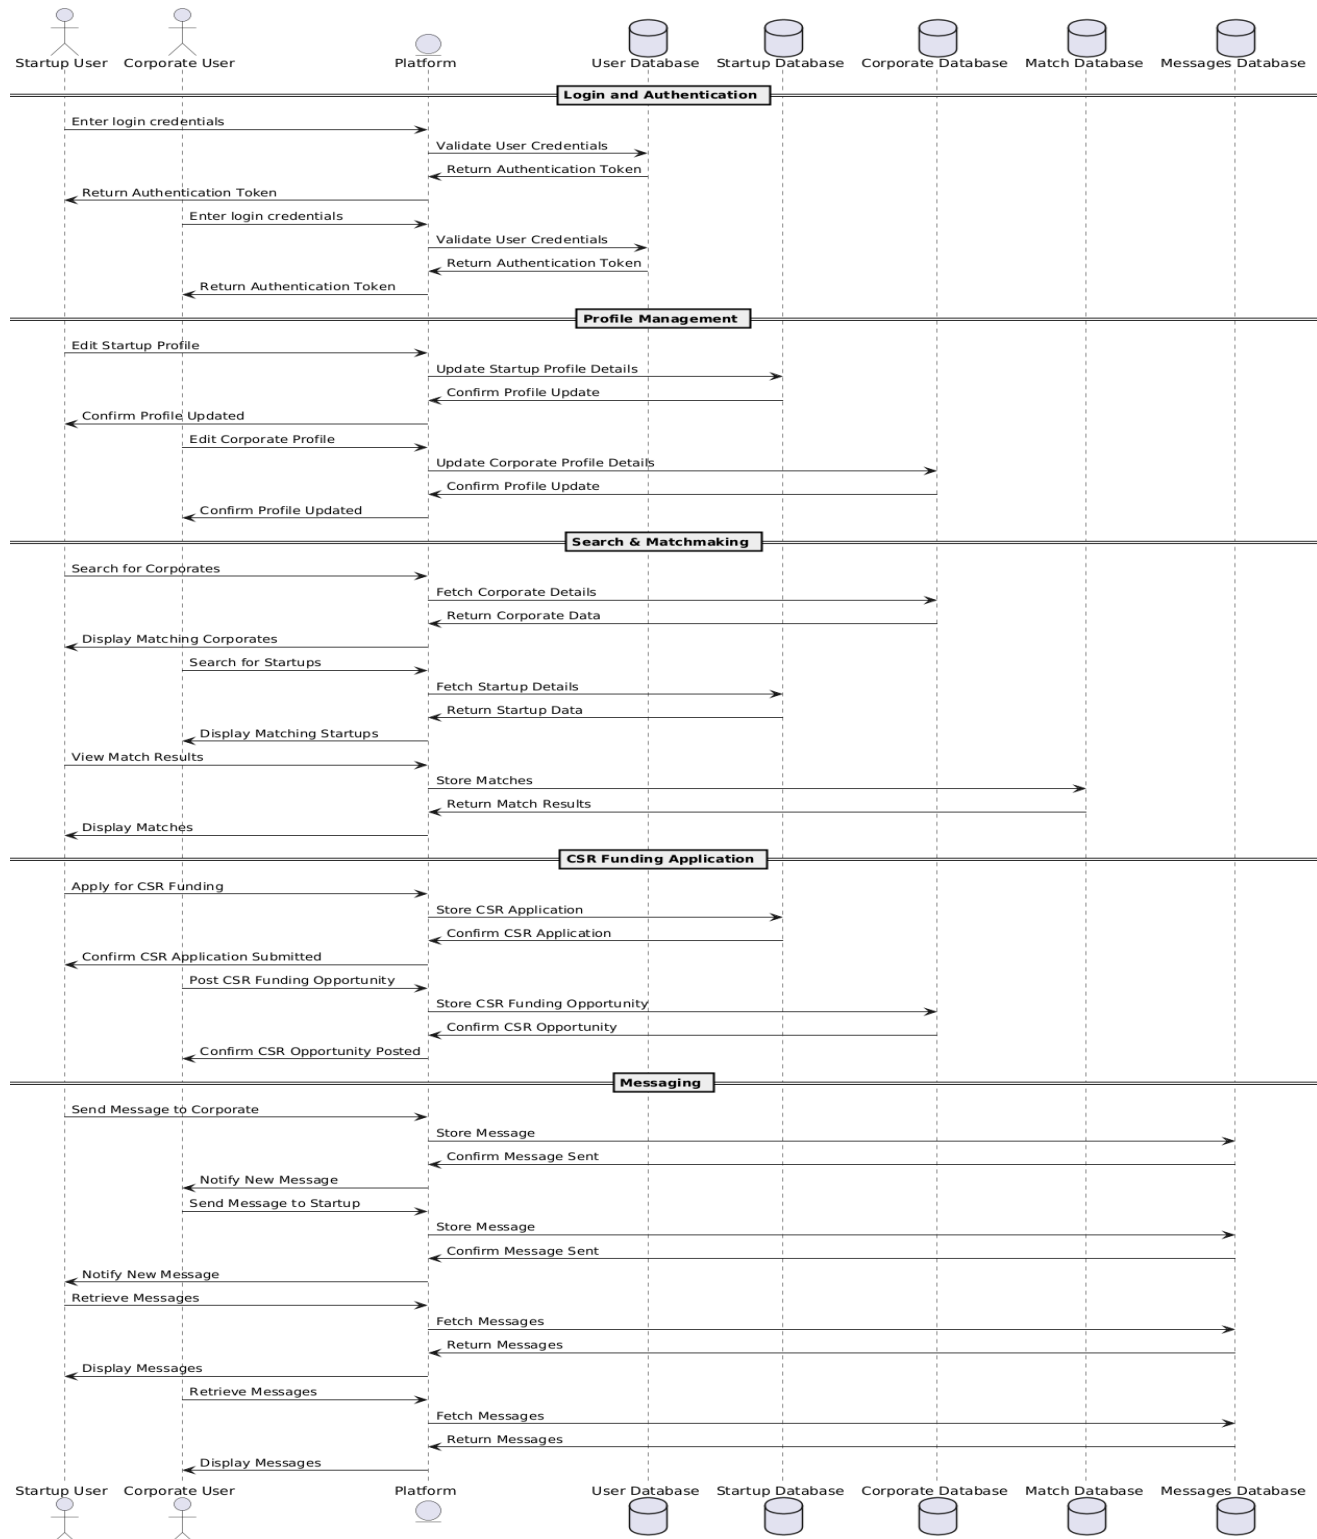 Startup User Corporate User Platform User Database Startup Database Corporate Database Match Database Messages Database
Login and Authentication
Enter login credentials
Validate User Credentials
Return Authentication Token
Return Authentication Token
Enter login credentials
Validate User Credentials
Return Authentication Token
Return Authentication Token
Profile Management
Edit Startup Profile
Update Startup Profile Details
Confirm Profile Update
Confirm Profile Updated
Edit Corporate Profile
Update Corporate Profile Details
Confirm Profile Update
Confirm Profile Updated
Search & Matchmaking
Search for Corporates
Fetch Corporate Details
Return Corporate Data
Display Matching Corporates
Search for Startups
Fetch Startup Details
Return Startup Data
Display Matching Startups
View Match Results
Store Matches
Return Match Results
Display Matches
CSR Funding Application
Apply for CSR Funding
Store CSR Application
Confirm CSR Application
Confirm CSR Application Submitted
Post CSR Funding Opportunity
Store CSR Funding Opportunity
Confirm CSR Opportunity
Confirm CSR Opportunity Posted
Messaging
Send Message to Corporate
Store Message
Confirm Message Sent
Notify New Message
Send Message to Startup
Store Message
Confirm Message Sent
Notify New Message
Retrieve Messages
Fetch Messages
Return Messages
Display Messages
Retrieve Messages
Fetch Messages
Return Messages
Display Messages
Startup User Corporate User Platform User Database Startup Database Corporate Database Match Database Messages Database